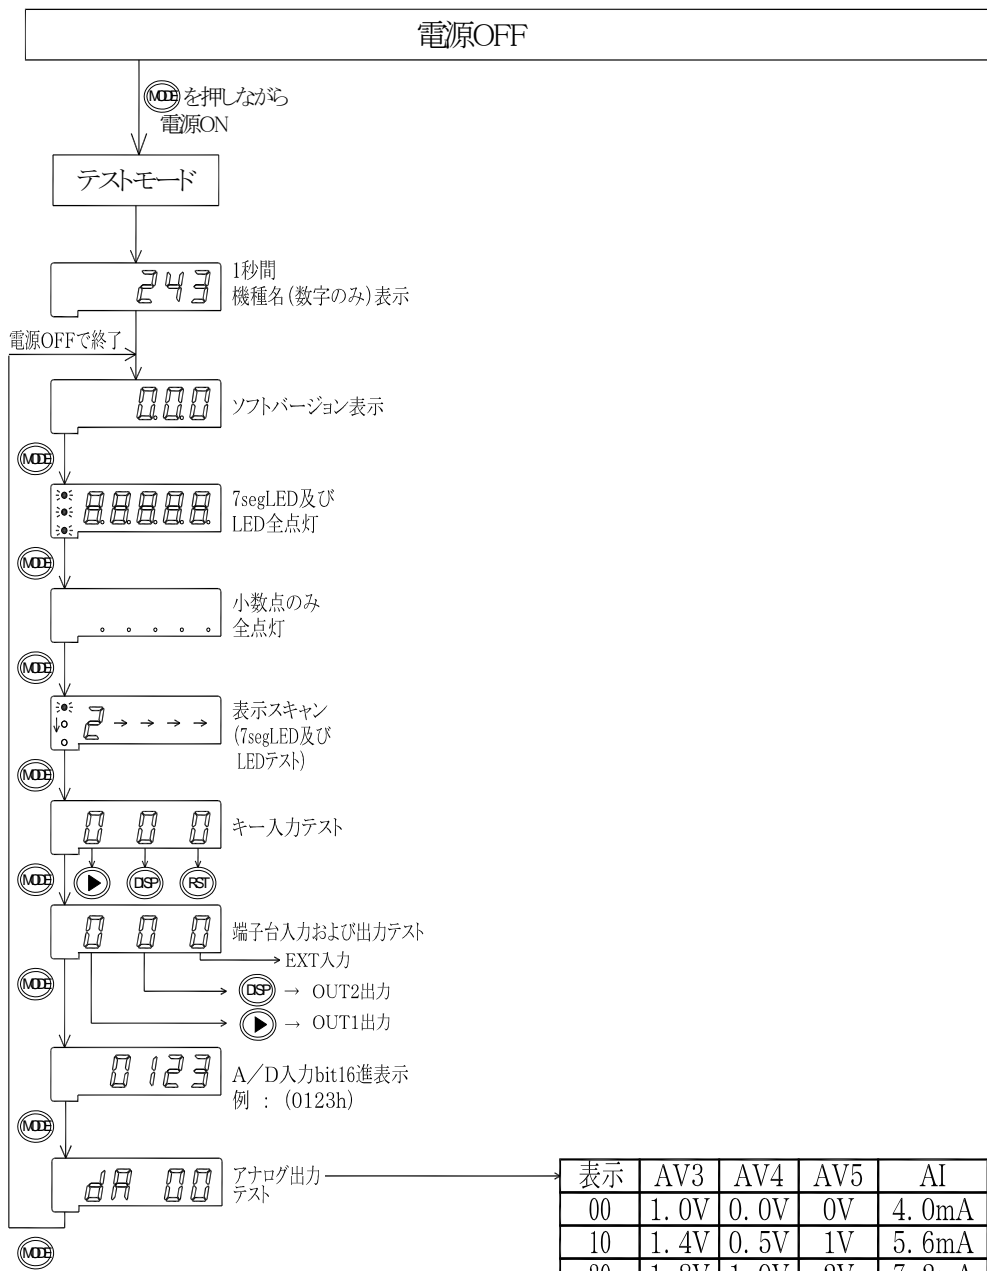 電源OFF
MODE を押しながら
電源ON
テストモード
243
1秒間
機種名(数字のみ)表示
電源OFFで終了
0.0.0
ソフトバージョン表示
MODE
8.8.8.8.8.
7segLED及び
LED全点灯
MODE
. . . . .
小数点のみ
全点灯
MODE
2 → → → →
表示スキャン
(7segLED及び
LEDテスト)
MODE
0 0 0
キー入力テスト
MODE ▶ DISP RST
0 0 0
端子台入力および出力テスト
EXT入力
MODE
DISP → OUT2出力
▶ → OUT1出力
0123
A/D入力bit16進表示
例 : (0123h)
MODE
dA 00
アナログ出力
テスト
MODE
表示 AV3 AV4 AV5 AI
00 1.0V 0.0V 0V 4.0mA
10 1.4V 0.5V 1V 5.6mA